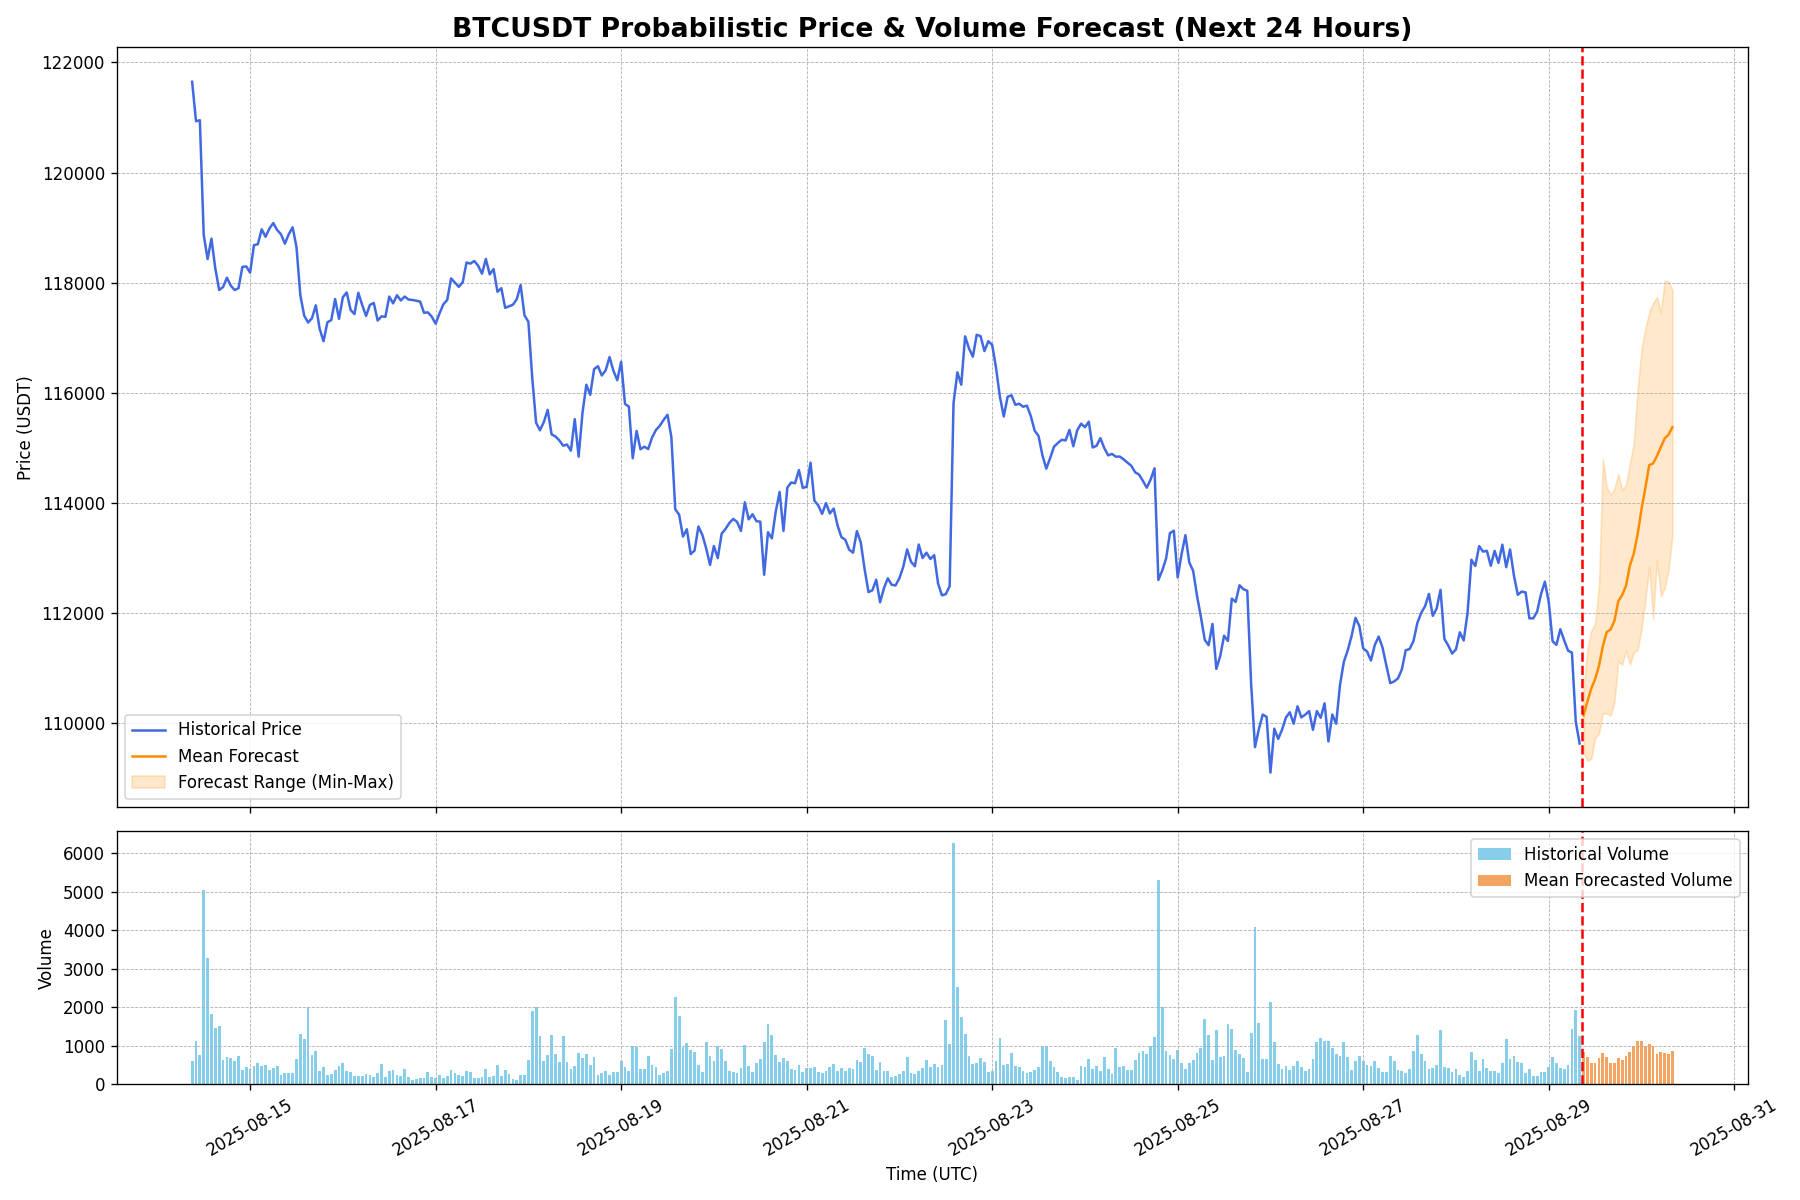 BTCUSDT Probabilistic Price & Volume Forecast (Next 24 Hours)
Price (USDT)
122000
120000
118000
116000
114000
112000
110000
Historical Price
Mean Forecast
Forecast Range (Min-Max)
Volume
6000
5000
4000
3000
2000
1000
0
Historical Volume
Mean Forecasted Volume
2025-08-15
2025-08-17
2025-08-19
2025-08-21
2025-08-23
2025-08-25
2025-08-27
2025-08-29
2025-08-31
Time (UTC)